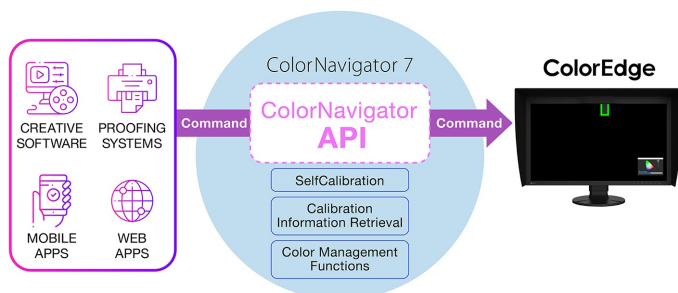 CREATIVE
SOFTWARE
PROOFING
SYSTEMS
MOBILE
APPS
WEB
APPS
Command
ColorNavigator 7
ColorNavigator
API
SelfCalibration
Calibration
Information Retrieval
Color Management
Functions
Command
ColorEdge